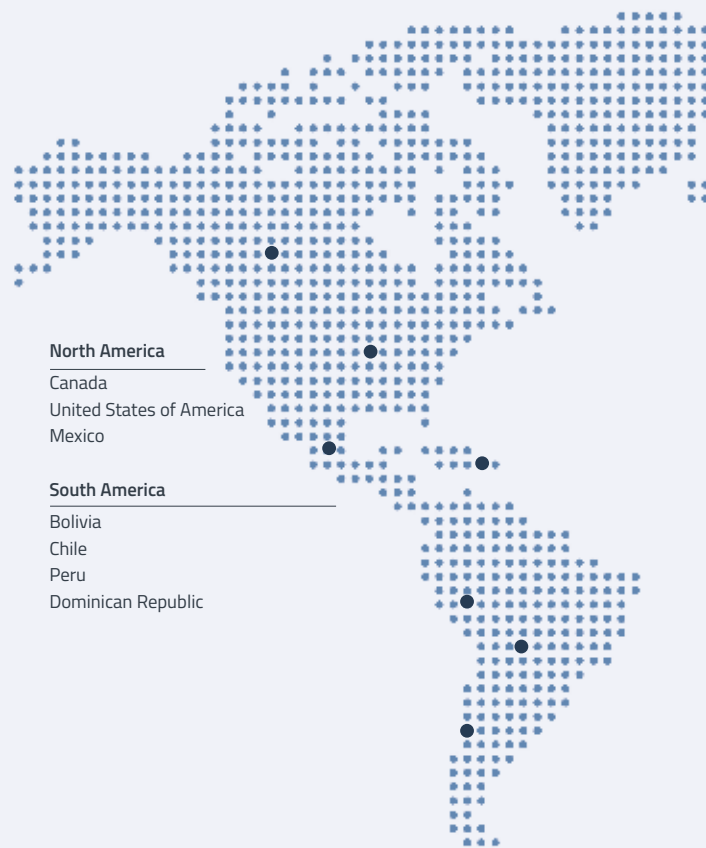 North America
Canada
United States of America
Mexico
South America
Bolivia
Chile
Peru
Dominican Republic